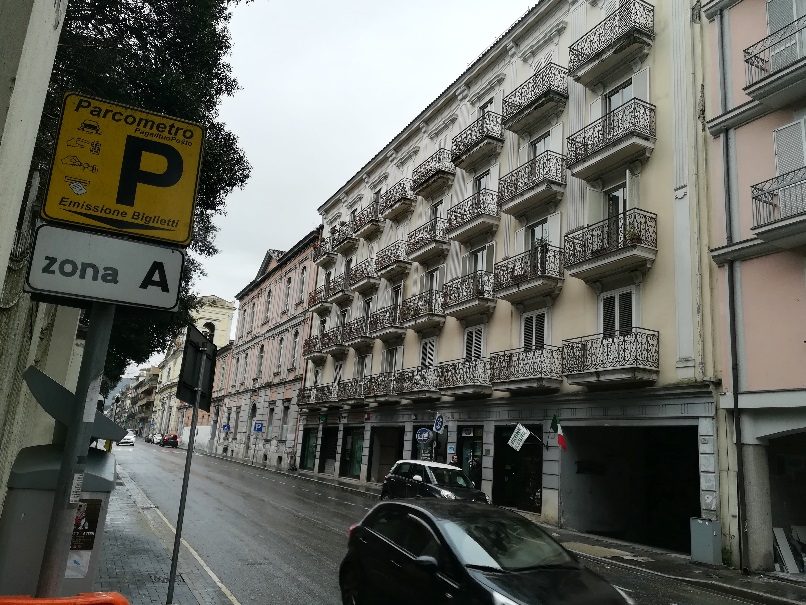 Parcometro
PagailtuoPosto
P
Emissione Biglietti
zona A
P